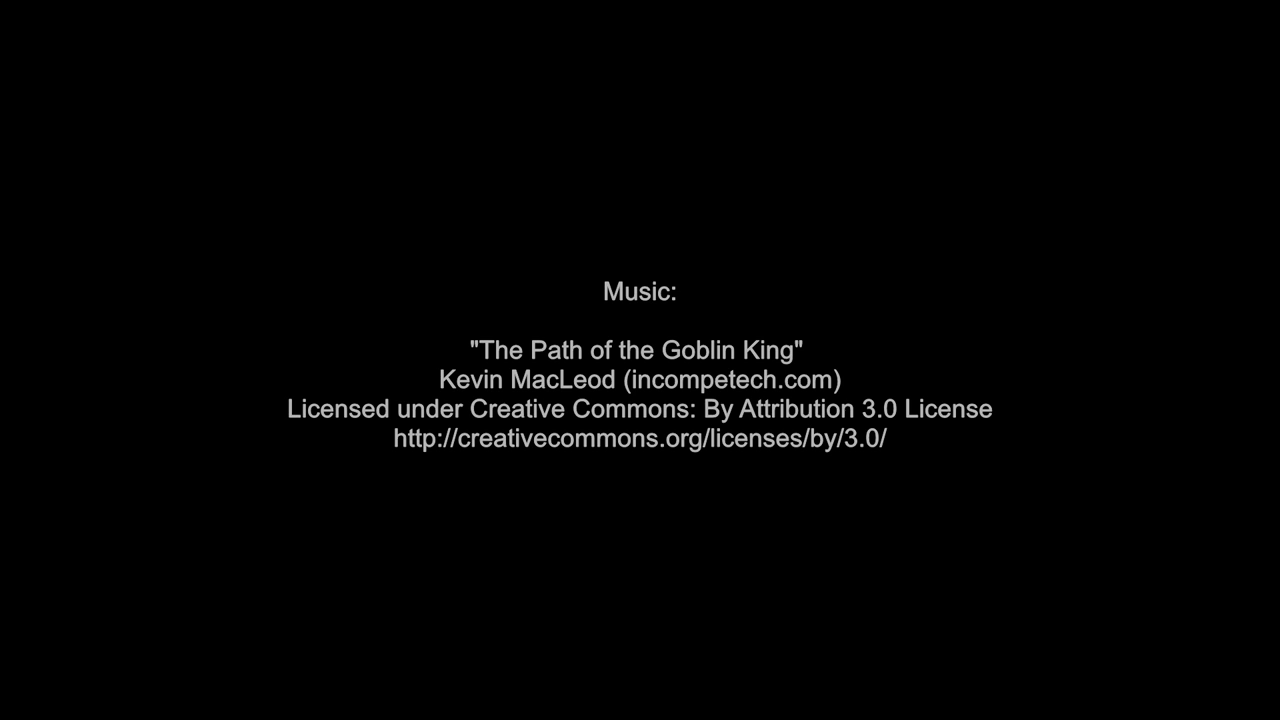 Music:
"The Path of the Goblin King"
Kevin MacLeod (incompetech.com)
Licensed under Creative Commons: By Attribution 3.0 License
http://creativecommons.org/licenses/by/3.0/